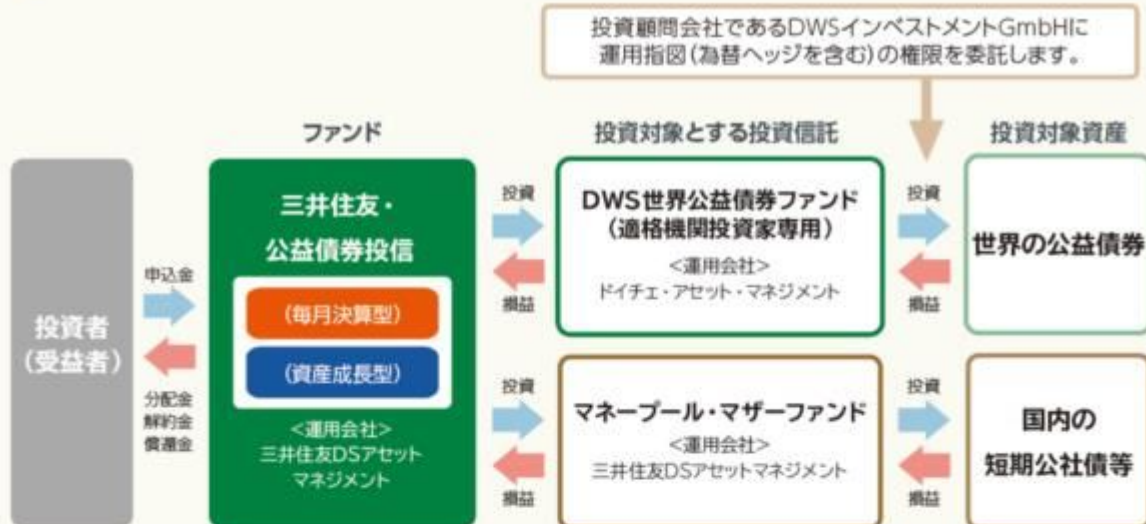 投資顧問会社であるDWSインベストメントGmbHに
運用指図(為替ヘッジを含む)の権限を委託します。
ファンド
投資対象とする投資信託
投資対象資産
投資者
(受益者)
申込金
分配金
解約金
償還金
三井住友・
公益債券投信
(毎月決算型)
(資産成長型)
<運用会社>
三井住友DSアセット
マネジメント
投資
損益
DWS世界公益債券ファンド
(適格機関投資家専用)
<運用会社>
ドイチェ・アセット・マネジメント
投資
損益
世界の公益債券
投資
損益
マネープール・マザーファンド
<運用会社>
三井住友DSアセットマネジメント
投資
損益
国内の
短期公社債等